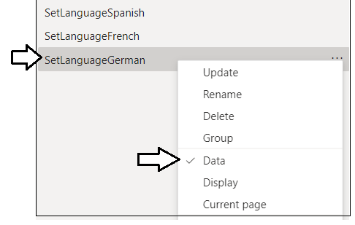 SetLanguageSpanish
SetLanguageFrench
SetLanguageGerman
Update
Rename
Delete
Group
Data
Display
Current page